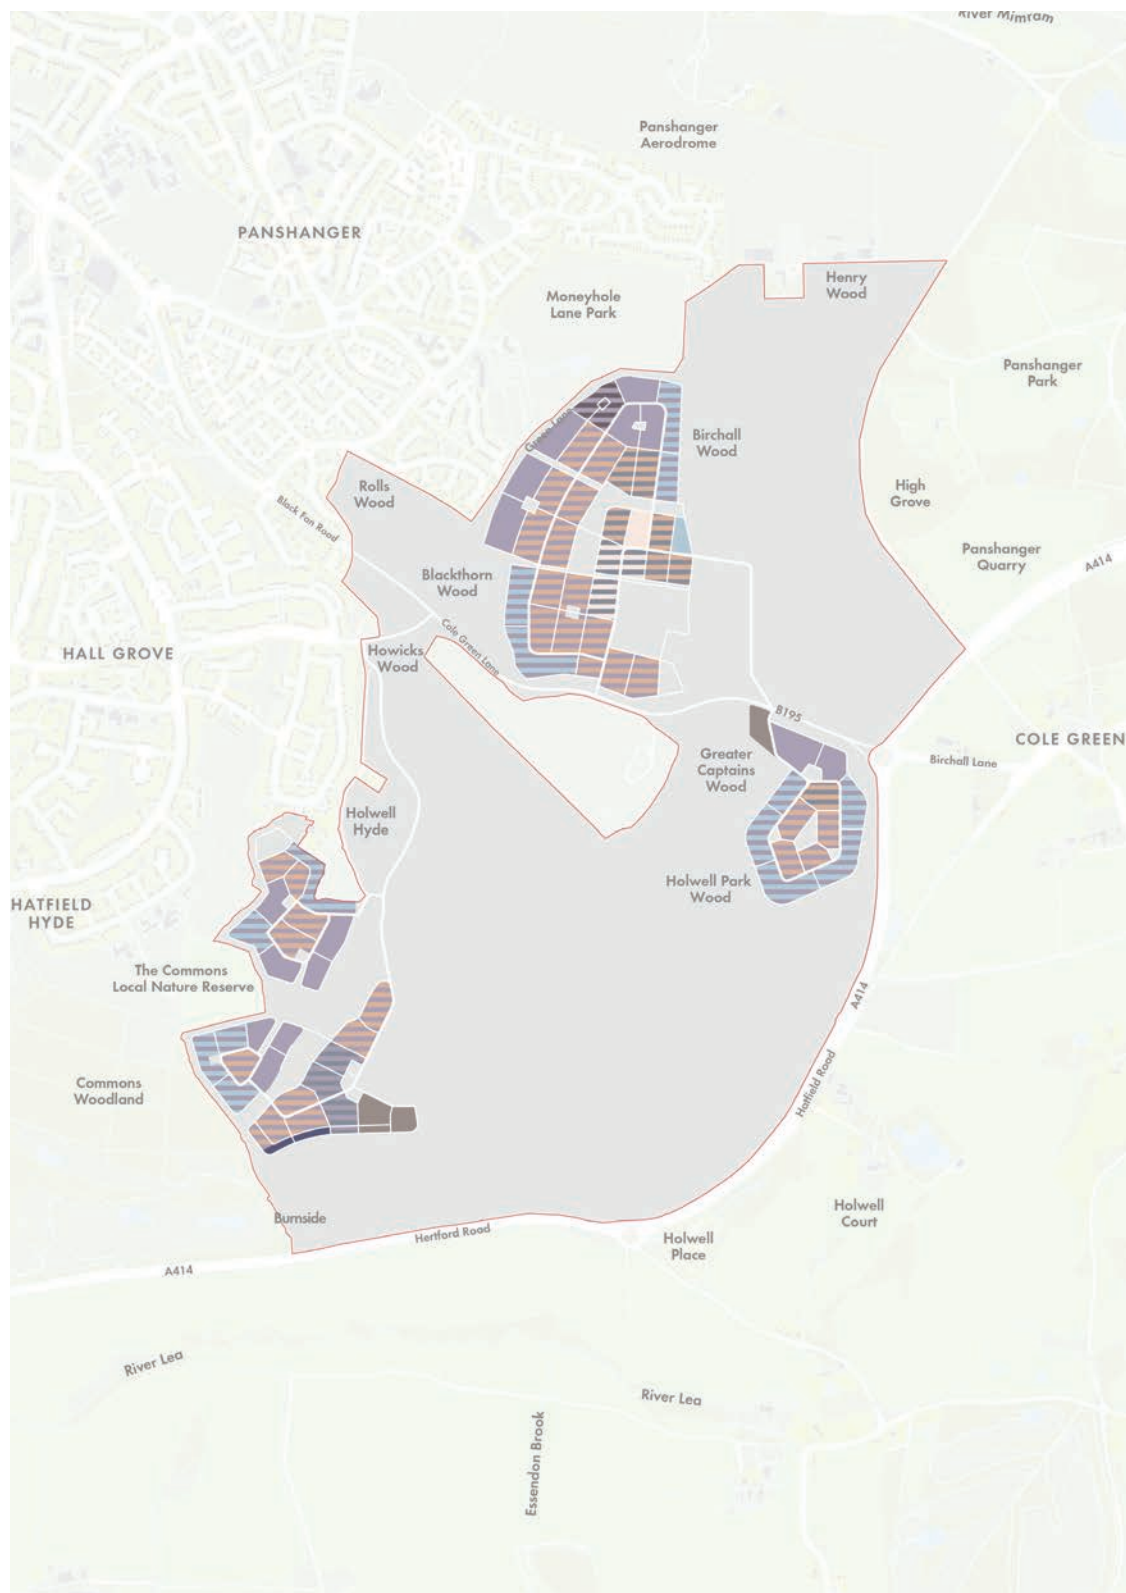 River Mimram
Panshanger
Aerodrome
PANSHANGER
Henry
Wood
Moneyhole
Lane Park
Panshanger
Park
Green Lane
Birchall
Wood
Rolls
Wood
High
Grove
Black Fan Road
Panshanger
Quarry
A414
Blackthorn
Wood
Cole Green Lane
HALL GROVE
Howicks
Wood
B195
COLE GREEN
Greater
Captains
Wood
Birchall Lane
Holwell
Hyde
HATFIELD
HYDE
Holwell Park
Wood
The Commons
Local Nature Reserve
A414
Commons
Woodland
Hatfield Road
Holwell
Court
Burnside
Hertford Road
Holwell
Place
A414
River Lea
River Lea
Essendon Brook